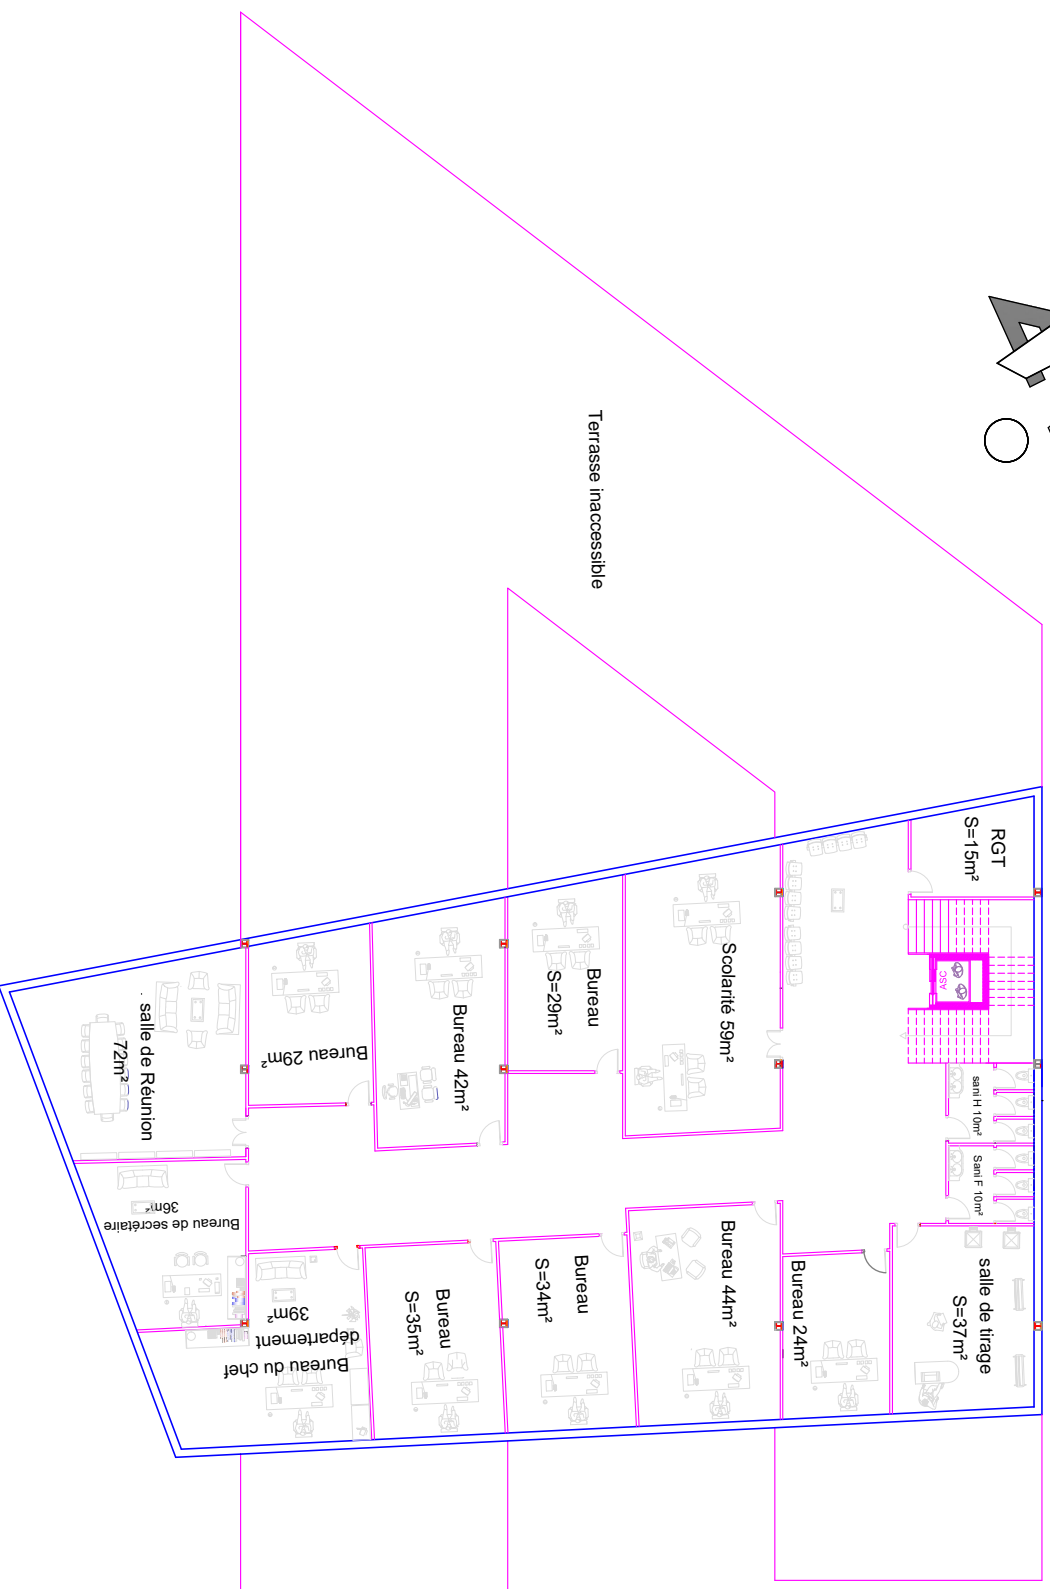 Terrasse inaccessible
RGT
S=15m²
ASC
Scolarité 59m²
Bureau
S=29m²
Bureau 42m²
Bureau 29m²
. salle de Réunion
72m²
sani H 10m²
Sani F 10m²
salle de tirage
S=37m²
Bureau 24m²
Bureau 44m²
Bureau
S=34m²
Bureau
S=35m²
Bureau du chef
département
39m²
Bureau de secrétaire
36m²